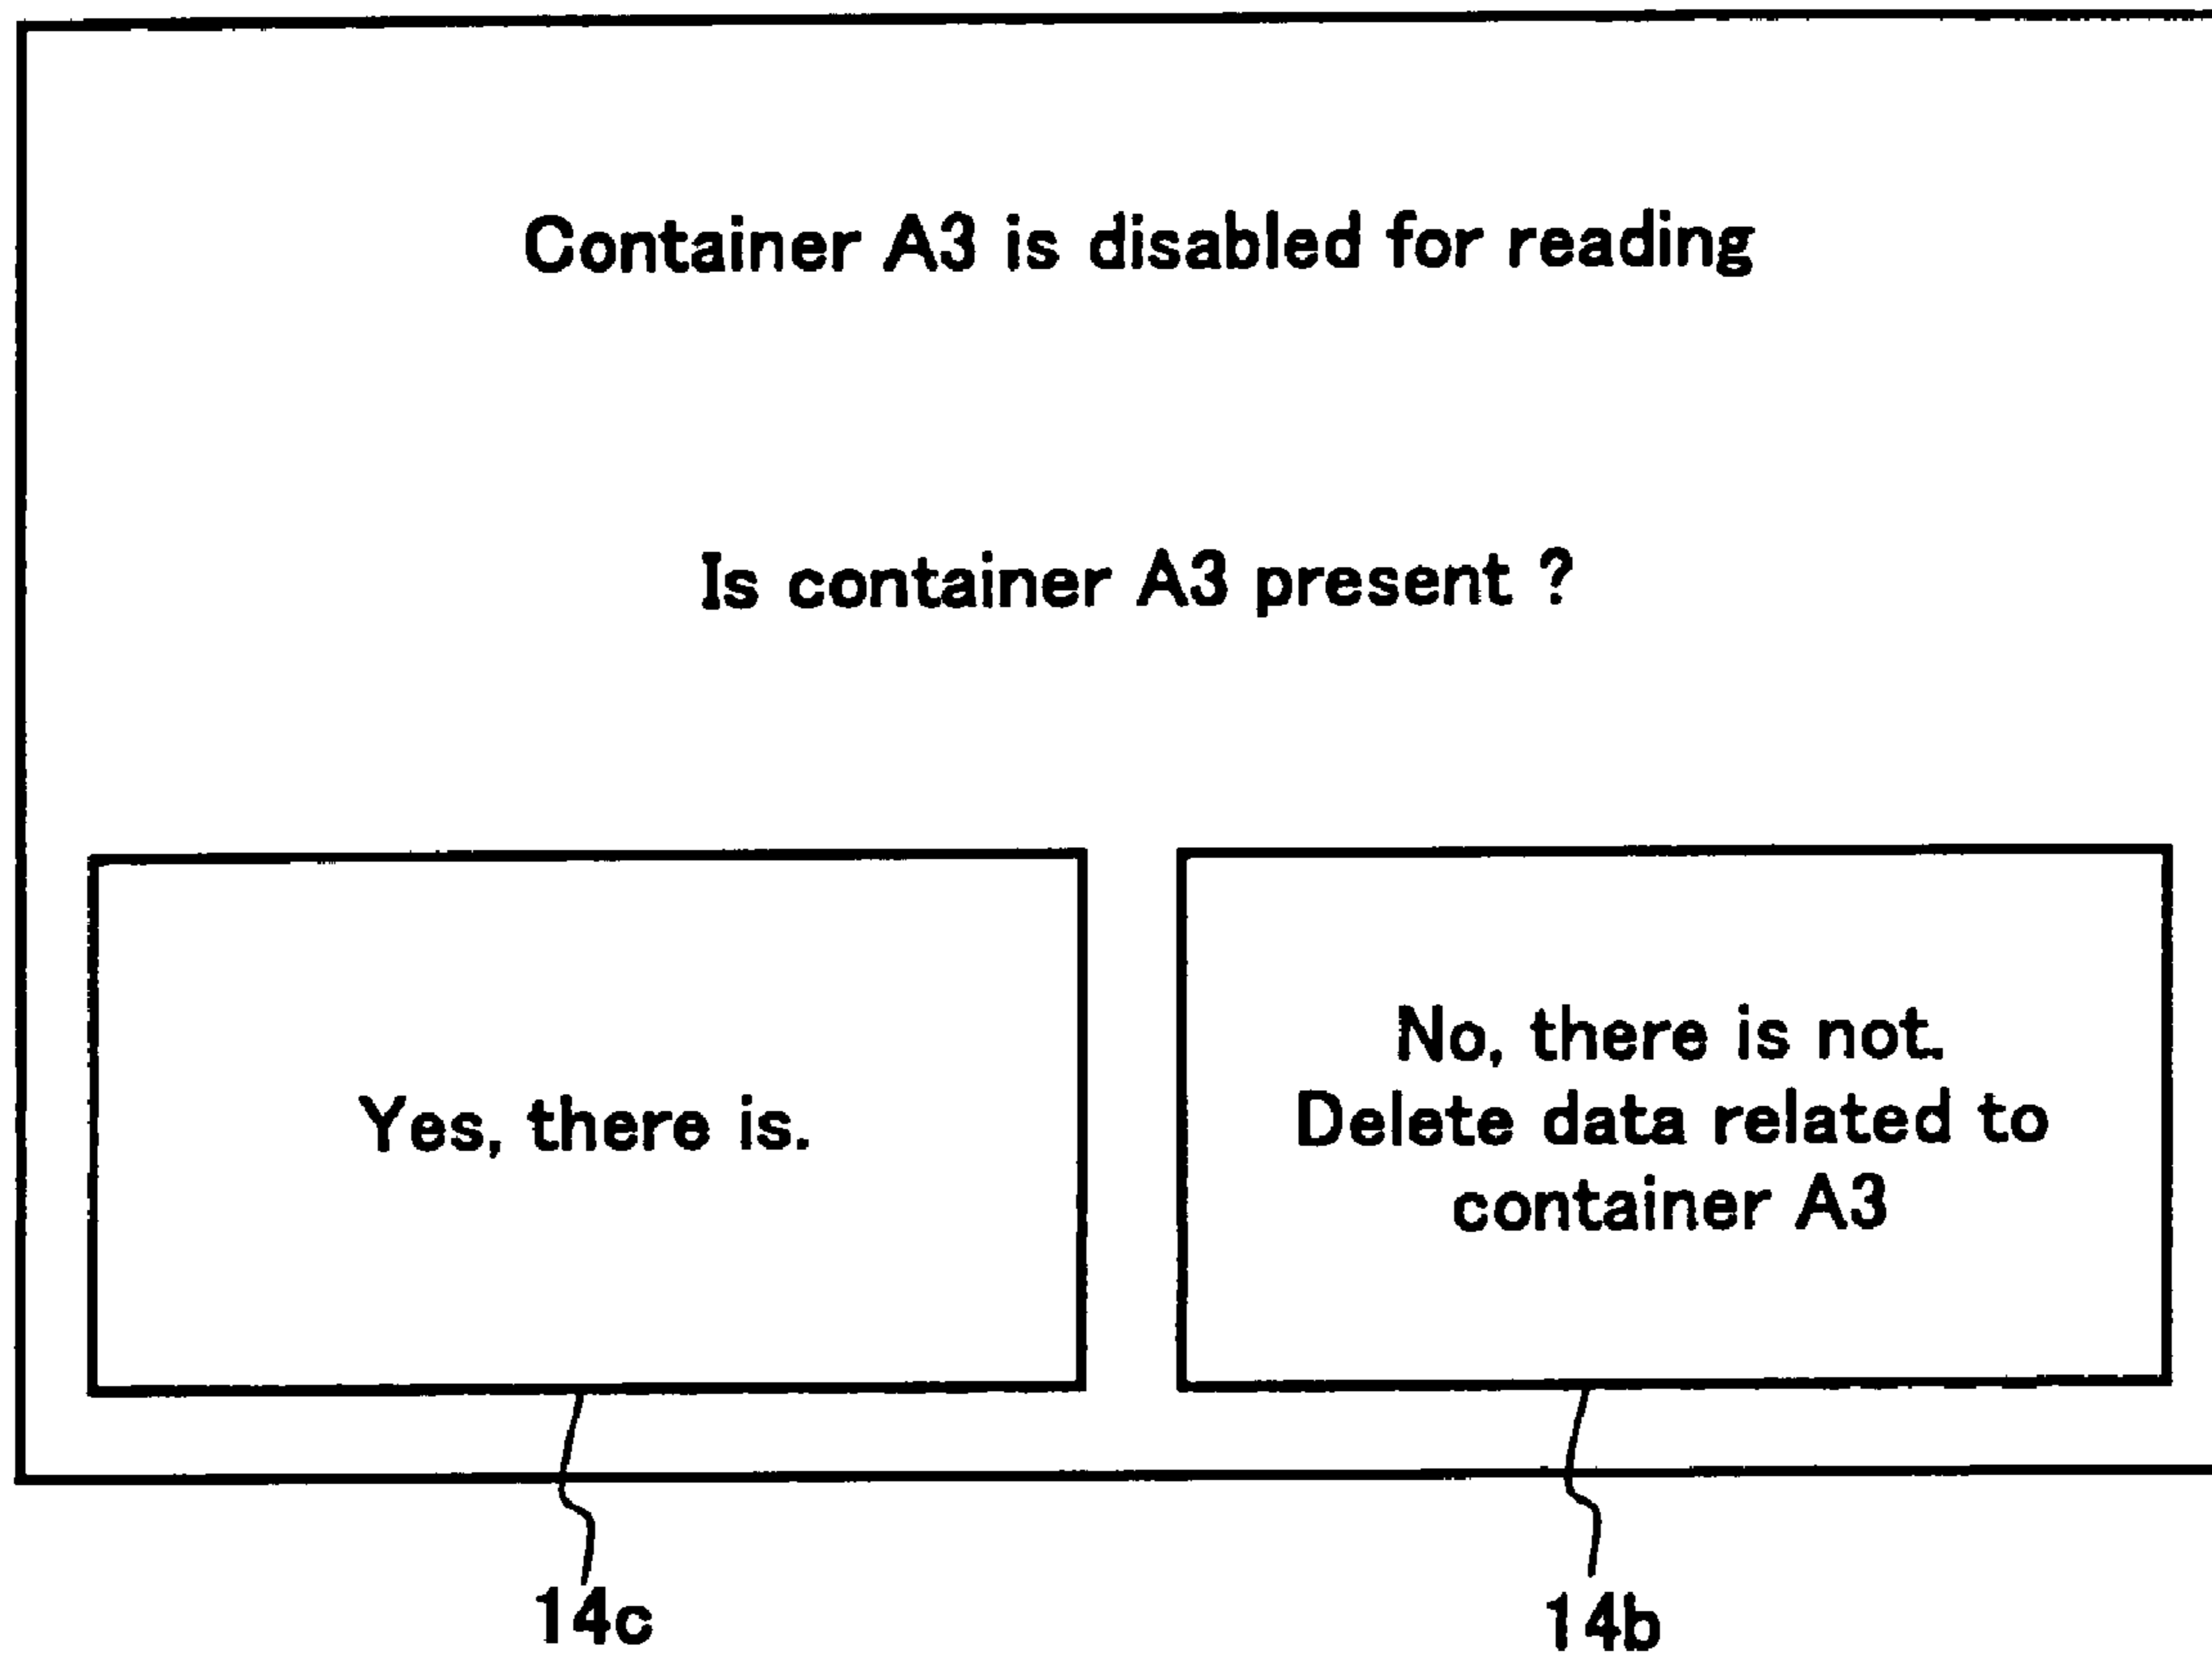 Container A3 is disabled for reading
Is container A3 present ?
Yes, there is.
No, there is not.
Delete data related to
container A3
14c
14b